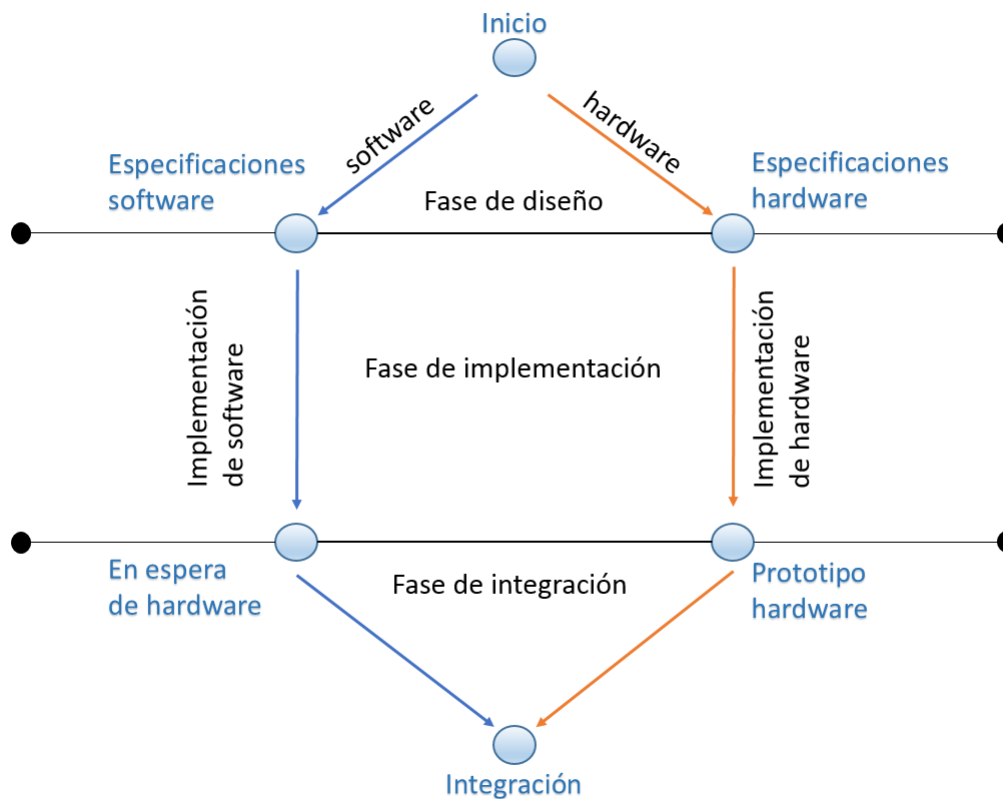 Inicio
software
hardware
Especificaciones
software
Especificaciones
hardware
Fase de diseño
Implementación
de software
Fase de implementación
Implementación
de hardware
En espera
de hardware
Fase de integración
Prototipo
hardware
Integración